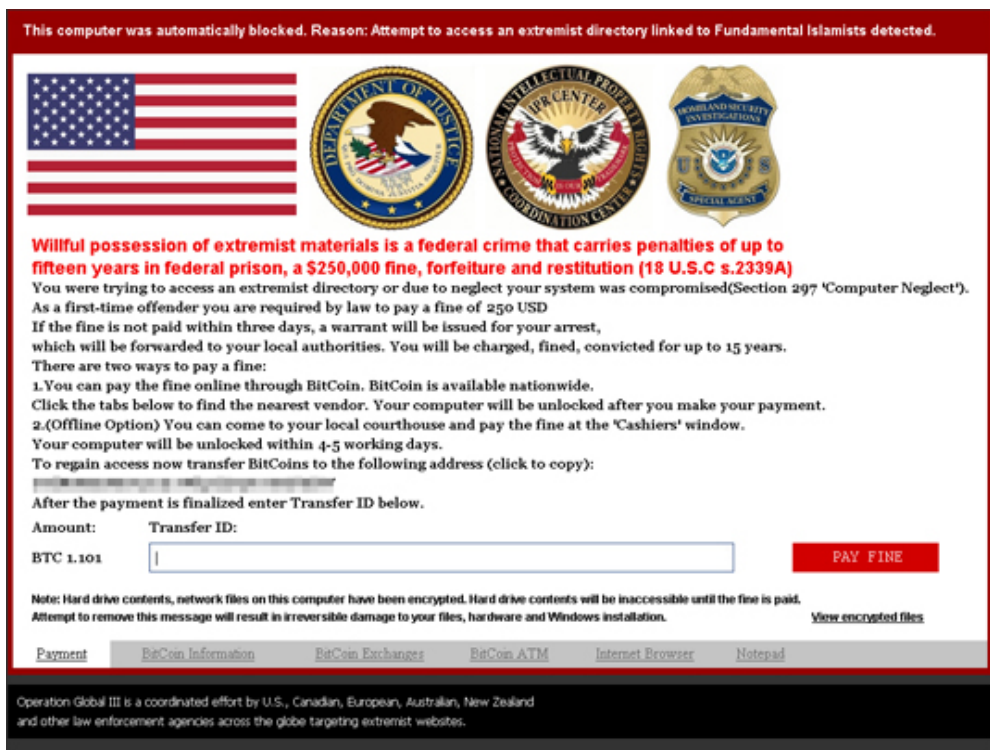 This computer was automatically blocked. Reason: Attempt to access an extremist directory linked to Fundamental Islamists detected.
DEPARTMENT OF JUSTICE
QUI PRO DOMINA JUSTITIA SEQUITUR
NATIONAL INTELLECTUAL PROPERTY RIGHTS
IPR CENTER
PROTECTION IS OUR TRADEMARK
COORDINATION CENTER
HOMELAND SECURITY
INVESTIGATIONS
U S
SPECIAL AGENT
Willful possession of extremist materials is a federal crime that carries penalties of up to
fifteen years in federal prison, a $250,000 fine, forfeiture and restitution (18 U.S.C s.2339A)
You were trying to access an extremist directory or due to neglect your system was compromised(Section 297 'Computer Neglect').
As a first-time offender you are required by law to pay a fine of 250 USD
If the fine is not paid within three days, a warrant will be issued for your arrest,
which will be forwarded to your local authorities. You will be charged, fined, convicted for up to 15 years.
There are two ways to pay a fine:
1.You can pay the fine online through BitCoin. BitCoin is available nationwide.
Click the tabs below to find the nearest vendor. Your computer will be unlocked after you make your payment.
2.(Offline Option) You can come to your local courthouse and pay the fine at the 'Cashiers' window.
Your computer will be unlocked within 4-5 working days.
To regain access now transfer BitCoins to the following address (click to copy):
After the payment is finalized enter Transfer ID below.
Amount: Transfer ID:
BTC 1.101 PAY FINE
Note: Hard drive contents, network files on this computer have been encrypted. Hard drive contents will be inaccessible until the fine is paid.
Attempt to remove this message will result in irreversible damage to your files, hardware and Windows installation. View encrypted files
Payment BitCoin Information BitCoin Exchanges BitCoin ATM Internet Browser Notepad
Operation Global III is a coordinated effort by U.S., Canadian, European, Australian, New Zealand
and other law enforcement agencies across the globe targeting extremist websites.